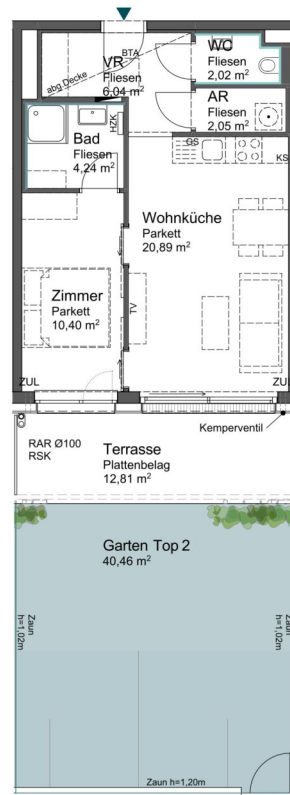 WC
Fliesen
2,02 m²
BTA
VR
Fliesen
6,04 m²
abg Decke
AR
Fliesen
2,05 m²
Bad
Fliesen
4,24 m²
HZK
GS
KS
Wohnküche
Parkett
20,89 m²
Zimmer
Parkett
10,40 m²
TV
ZUL
ZU
Kemperventil
RAR Ø100
RSK
Terrasse
Plattenbelag
12,81 m²
Garten Top 2
40,46 m²
Zaun
h=1,02m
Zaun
h=1,02m
Zaun h=1,20m